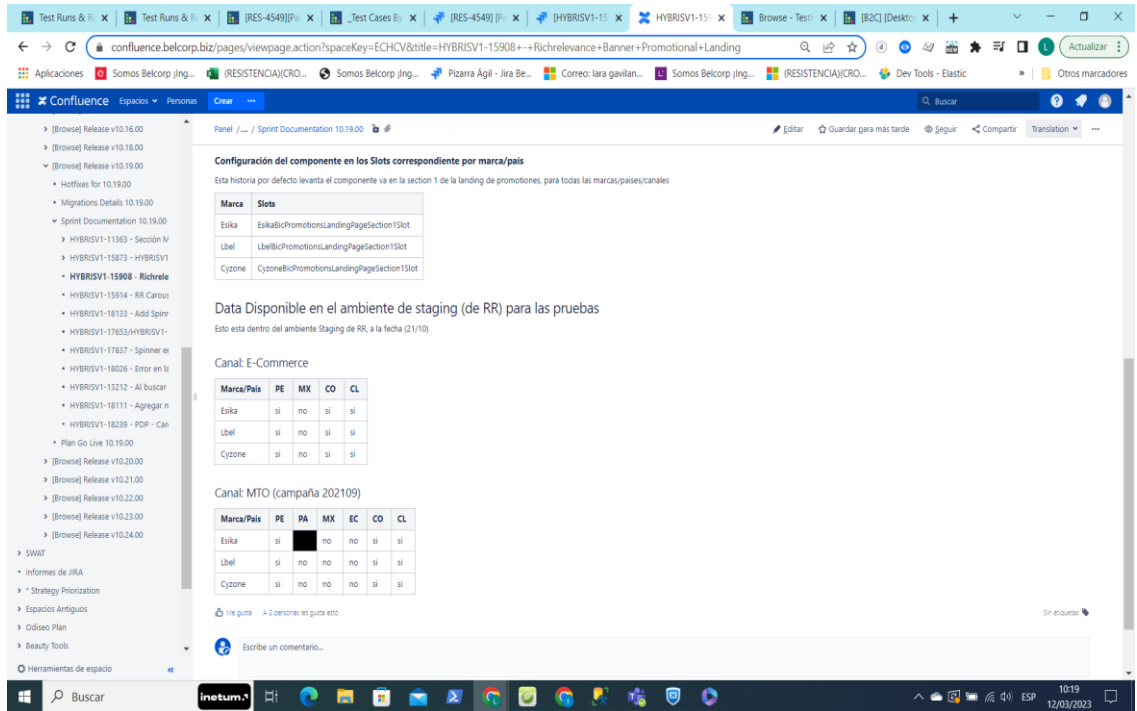 Test Runs & R
Test Runs & R
[RES-4549][Pa
_Test Cases By
[RES-4549] [Pa
[HYBRISV1-15
HYBRISV1-15
Browse - TestF
[B2C] [Deskto
confluence.belcorp.biz/pages/viewpage.action?spaceKey=ECHCV&title=HYBRISV1-15908+-+Richrelevance+Banner+Promotional+Landing
Actualizar
Aplicaciones
Somos Belcorp ¡Ing...
(RESISTENCIA)(CRO...
Somos Belcorp ¡Ing...
Pizarra Ágil - Jira Be...
Correo: lara gavilan...
Somos Belcorp ¡Ing...
(RESISTENCIA)(CRO...
Dev Tools - Elastic
»
Otros marcadores
Confluence Espacios Personas Crear ··· Buscar
[Browse] Release v10.16.00
[Browse] Release v10.18.00
[Browse] Release v10.19.00
Hotfixes for 10.19.00
Migrations Details 10.19.00
Sprint Documentation 10.19.00
HYBRISV1-11363 - Sección M
HYBRISV1-15873 - HYBRISV1
HYBRISV1-15908 - Richrele
HYBRISV1-15914 - RR Carous
HYBRISV1-18133 - Add Spinr
HYBRISV1-17653/HYBRISV1-
HYBRISV1-17837 - Spinner e
HYBRISV1-18026 - Error en la
HYBRISV1-13212 - Al buscar
HYBRISV1-18111 - Agregar n
HYBRISV1-18239 - PDP - Can
Plan Go Live 10.19.00
[Browse] Release v10.20.00
[Browse] Release v10.21.00
[Browse] Release v10.22.00
[Browse] Release v10.23.00
[Browse] Release v10.24.00
SWAT
Informes de JIRA
* Strategy Priorization
Espacios Antiguos
Odiseo Plan
Beauty Tools
Herramientas de espacio «
Panel /... / Sprint Documentation 10.19.00
Editar Guardar para más tarde Seguir Compartir Translation ···
Configuración del componente en los Slots correspondiente por marca/país
Esta historia por defecto levanta el componente va en la section 1 de la landing de promotiones, para todas las marcas/paises/canales
Marca Slots
Esika EsikaBicPromotionsLandingPageSection1Slot
Lbel LbelBicPromotionsLandingPageSection1Slot
Cyzone CyzoneBicPromotionsLandingPageSection1Slot
Data Disponible en el ambiente de staging (de RR) para las pruebas
Esto esta dentro del ambiente Staging de RR, a la fecha (21/10)
Canal: E-Commerce
Marca/Pais PE MX CO CL
Esika si no si si
Lbel si no si si
Cyzone si no si si
Canal: MTO (campaña 202109)
Marca/Pais PE PA MX EC CO CL
Esika si no no si si
Lbel si no no no si si
Cyzone si no no no si si
Me gusta A 2 personas les gusta esto
Sin etiquetas
Escribe un comentario...
Buscar
inetum.
ESP
10:19
12/03/2023